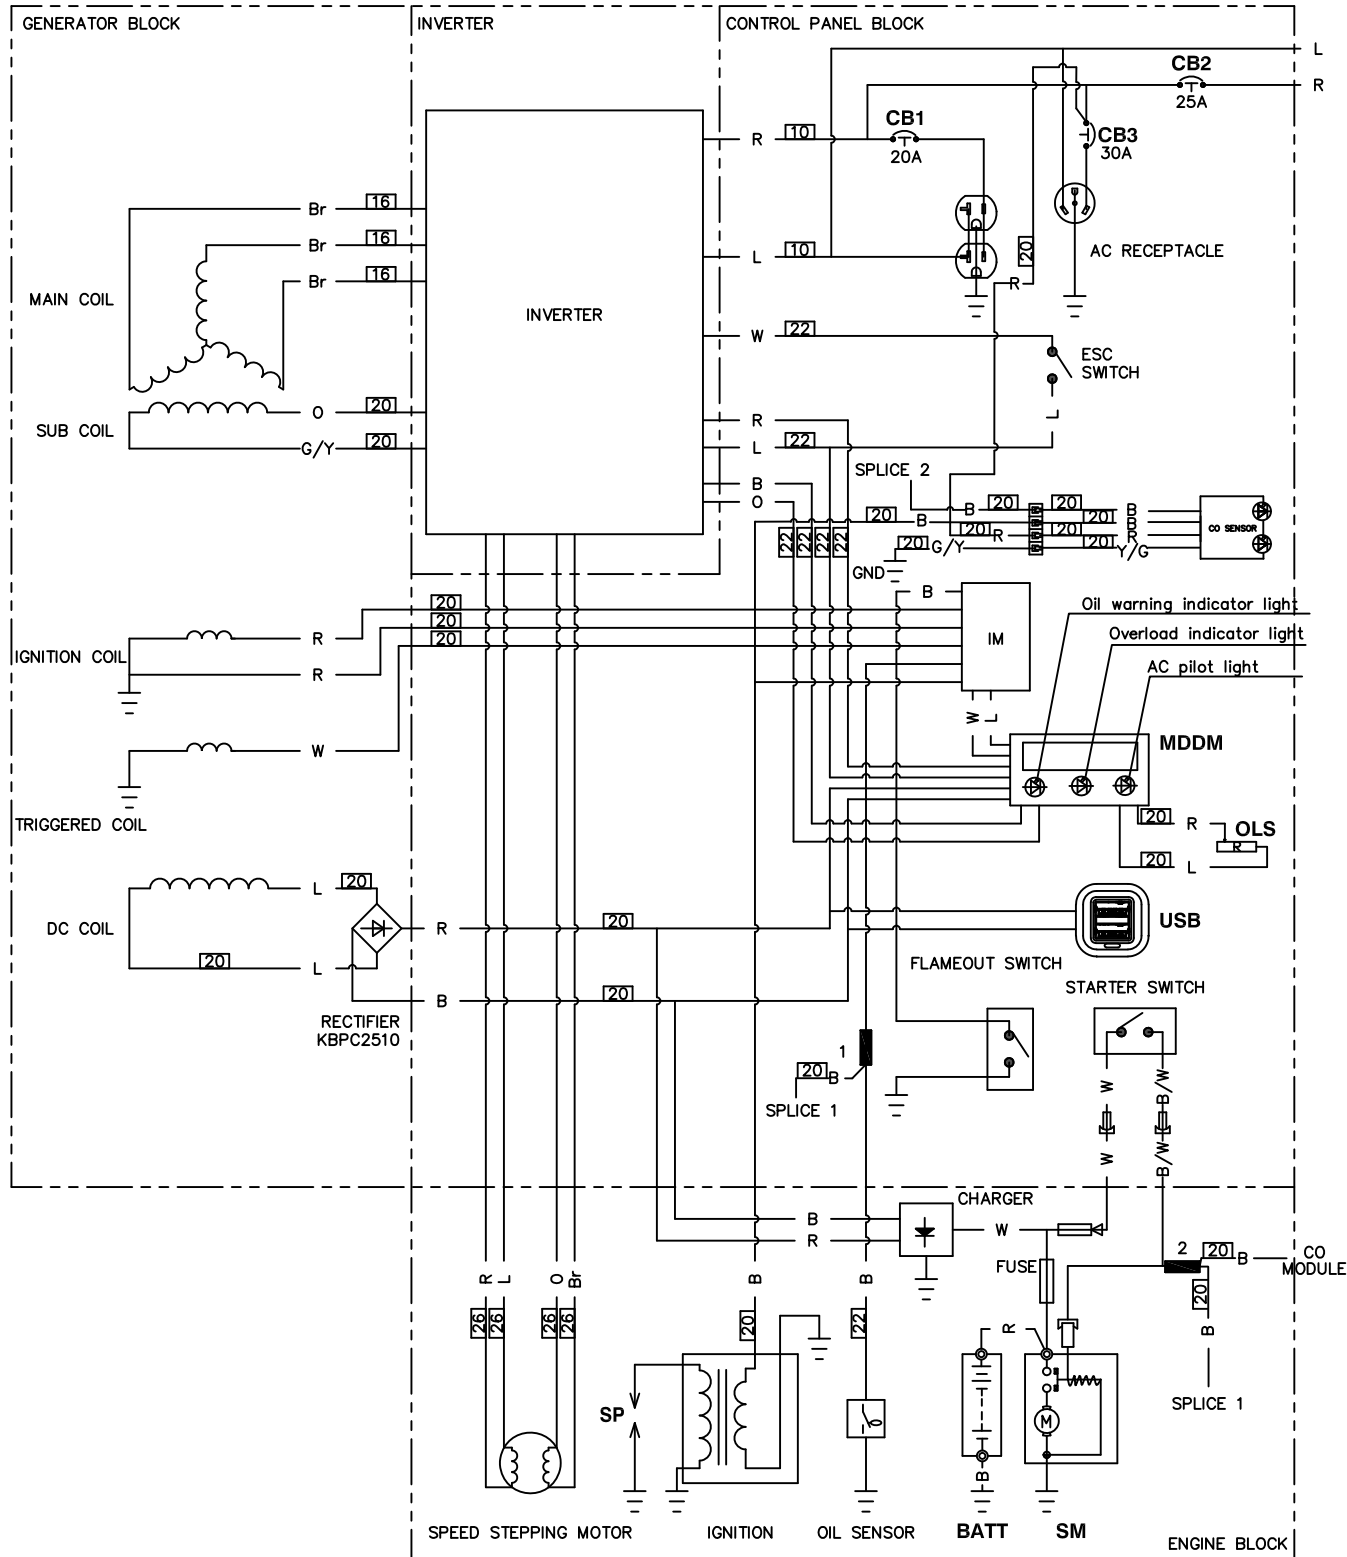 GENERATOR BLOCK
INVERTER
CONTROL PANEL BLOCK
L
CB2
R
25A
CB1
R
10
20A
CB3
30A
Br
16
Br
16
Br
16
L
10
20
R
AC RECEPTACLE
MAIN COIL
INVERTER
W
22
ESC
SWITCH
O
20
SUB COIL
G/Y
20
R
L
22
L
B
O
SPLICE 2
20
B
B
20
20
B
20
B
20
R
20
R
20
G/Y
20
Y/G
CO SENSOR
GND
22
22
22
22
B
IM
Oil warning indicator light
Overload indicator light
AC pilot light
20
20
20
R
IGNITION COIL
R
W
L
W
MDDM
TRIGGERED COIL
20
R
OLS
R
20
L
L
20
DC COIL
20
L
R
20
B
20
RECTIFIER
KBPC2510
USB
FLAMEOUT SWITCH
STARTER SWITCH
1
20
B
SPLICE 1
W
B/W
W
B/W
CHARGER
B
R
W
FUSE
2
20
B
CO
MODULE
20
B
SPLICE 1
R
L
O
Br
26
26
26
26
B
20
B
22
R
SP
M
B
SPEED STEPPING MOTOR
IGNITION
OIL SENSOR
BATT
SM
ENGINE BLOCK